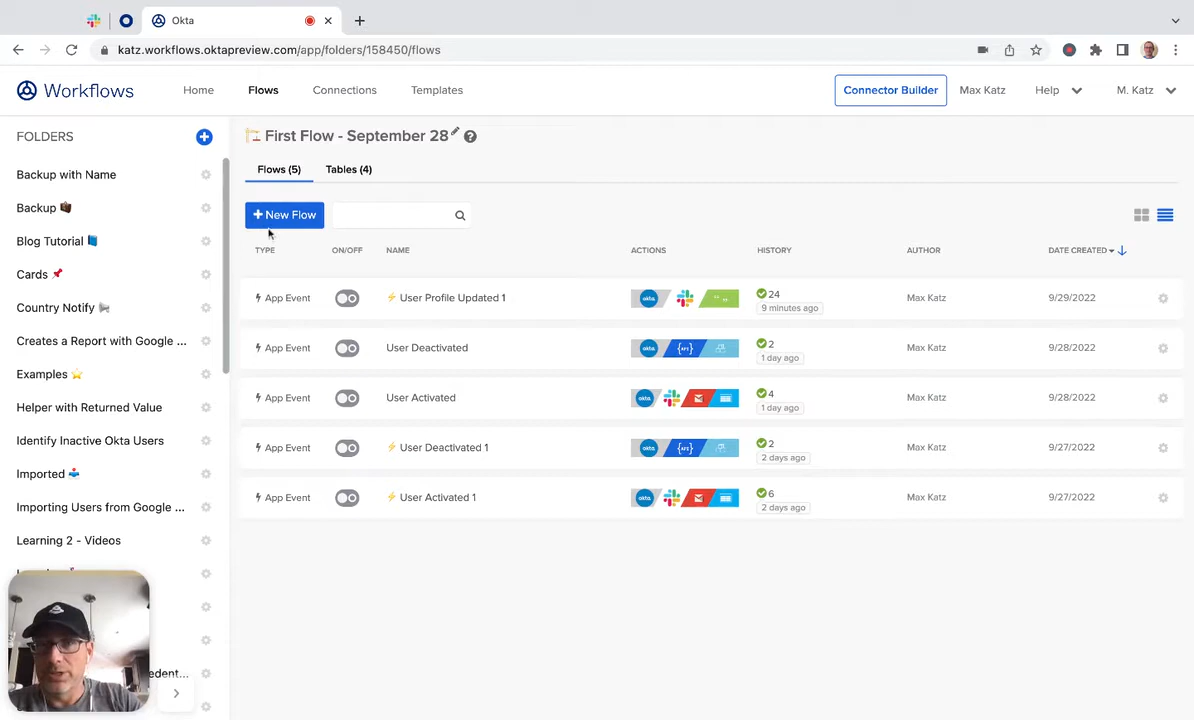 Okta
katz.workflows.oktapreview.com/app/folders/158450/flows
Workflows
Home
Flows
Connections
Templates
Connector Builder
Max Katz
Help
M. Katz
FOLDERS
Backup with Name
Backup
Blog Tutorial
Cards
Country Notify
Creates a Report with Google ...
Examples
Helper with Returned Value
Identify Inactive Okta Users
Imported
Importing Users from Google ...
Learning 2 - Videos
First Flow - September 28
Flows (5)
Tables (4)
+ New Flow
TYPE ON/OFF NAME ACTIONS HISTORY AUTHOR DATE CREATED
App Event User Profile Updated 1 okta 24 Max Katz 9/29/2022
9 minutes ago
App Event User Deactivated okta {API} 2 Max Katz 9/28/2022
1 day ago
App Event User Activated okta 4 Max Katz 9/28/2022
1 day ago
App Event User Deactivated 1 okta {API} 2 Max Katz 9/27/2022
2 days ago
App Event User Activated 1 okta 6 Max Katz 9/27/2022
2 days ago